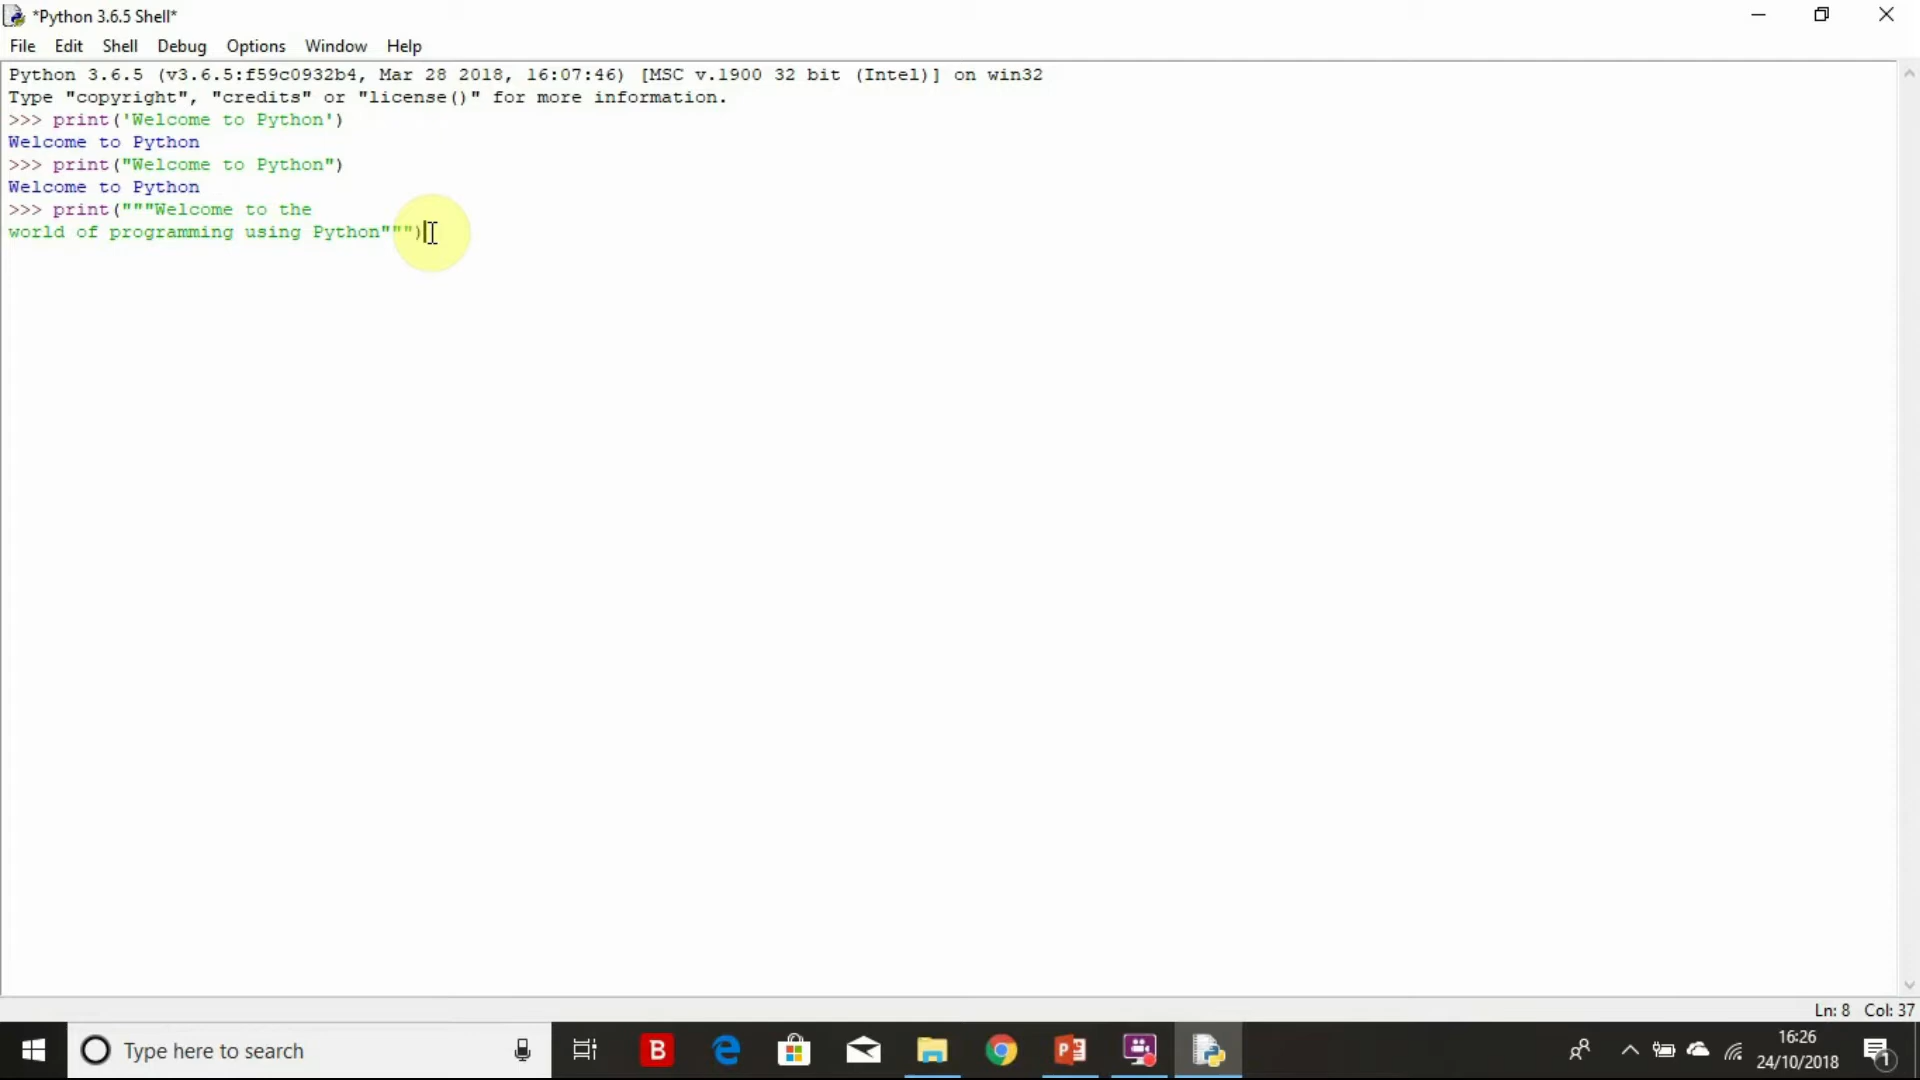 *Python 3.6.5 Shell*
File Edit Shell Debug Options Window Help
Python 3.6.5 (v3.6.5:f59c0932b4, Mar 28 2018, 16:07:46) [MSC v.1900 32 bit (Intel)] on win32
Type "copyright", "credits" or "license()" for more information.
>>> print('Welcome to Python')
Welcome to Python
>>> print("Welcome to Python")
Welcome to Python
>>> print("""Welcome to the
world of programming using Python""")
Ln: 8 Col: 37
Type here to search
B
16:26
24/10/2018
1